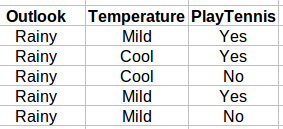 Outlook Temperature PlayTennis
Rainy Mild Yes
Rainy Cool Yes
Rainy Cool No
Rainy Mild Yes
Rainy Mild No